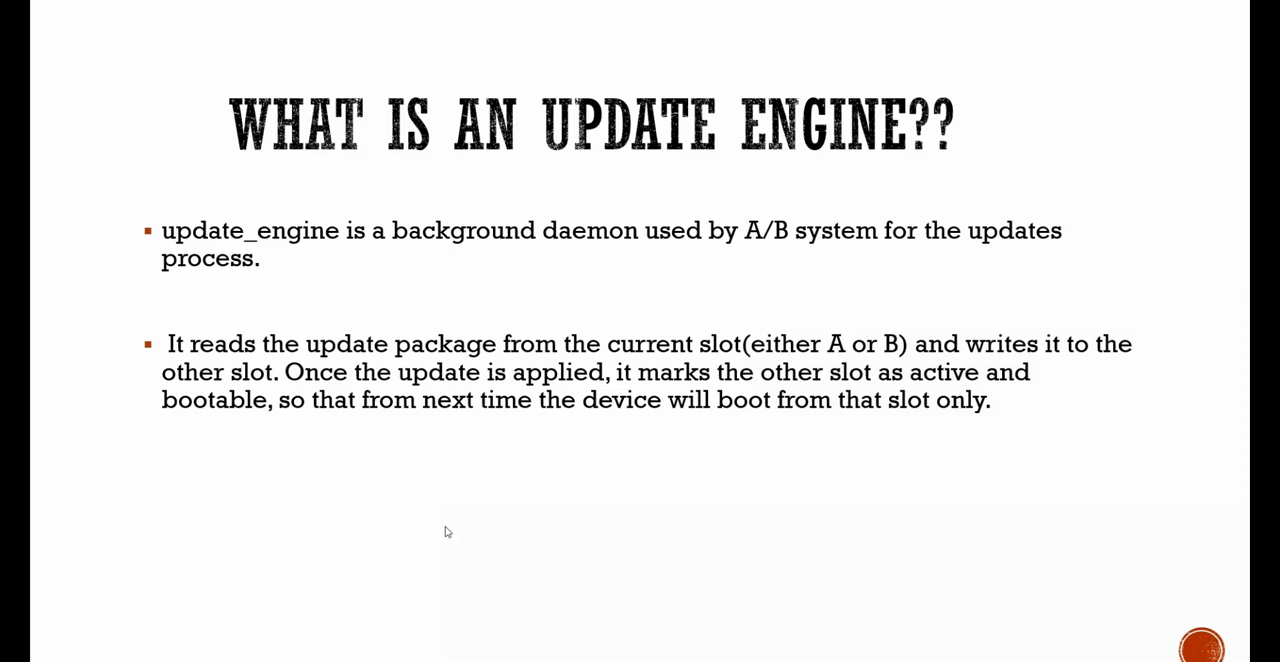 WHAT IS AN UPDATE ENGINE??
update_engine is a background daemon used by A/B system for the updates
process.
It reads the update package from the current slot(either A or B) and writes it to the
other slot. Once the update is applied, it marks the other slot as active and
bootable, so that from next time the device will boot from that slot only.